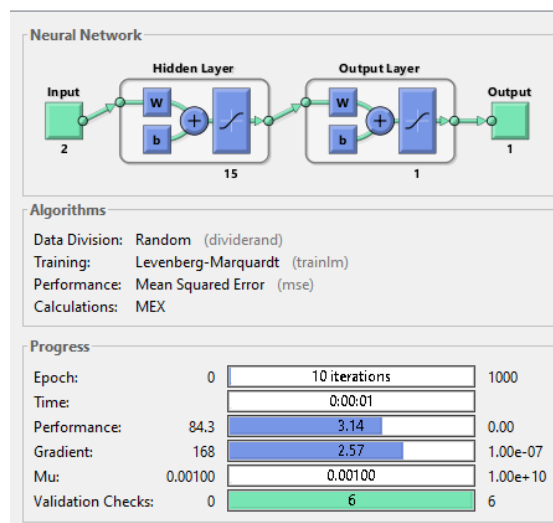 Neural Network
Hidden Layer Output Layer
Input Output
W W
b b
2 15 1 1
Algorithms
Data Division: Random (dividerand)
Training: Levenberg-Marquardt (trainlm)
Performance: Mean Squared Error (mse)
Calculations: MEX
Progress
Epoch: 0 10 iterations 1000
Time: 0:00:01
Performance: 84.3 3.14 0.00
Gradient: 168 2.57 1.00e-07
Mu: 0.00100 0.00100 1.00e+10
Validation Checks: 0 6 6